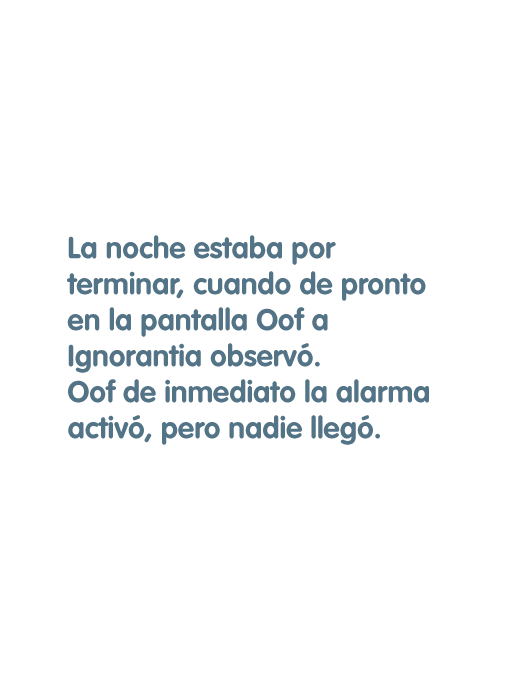 La noche estaba por
terminar, cuando de pronto
en la pantalla Oof a
Ignorantia observó.
Oof de inmediato la alarma
activó, pero nadie llegó.